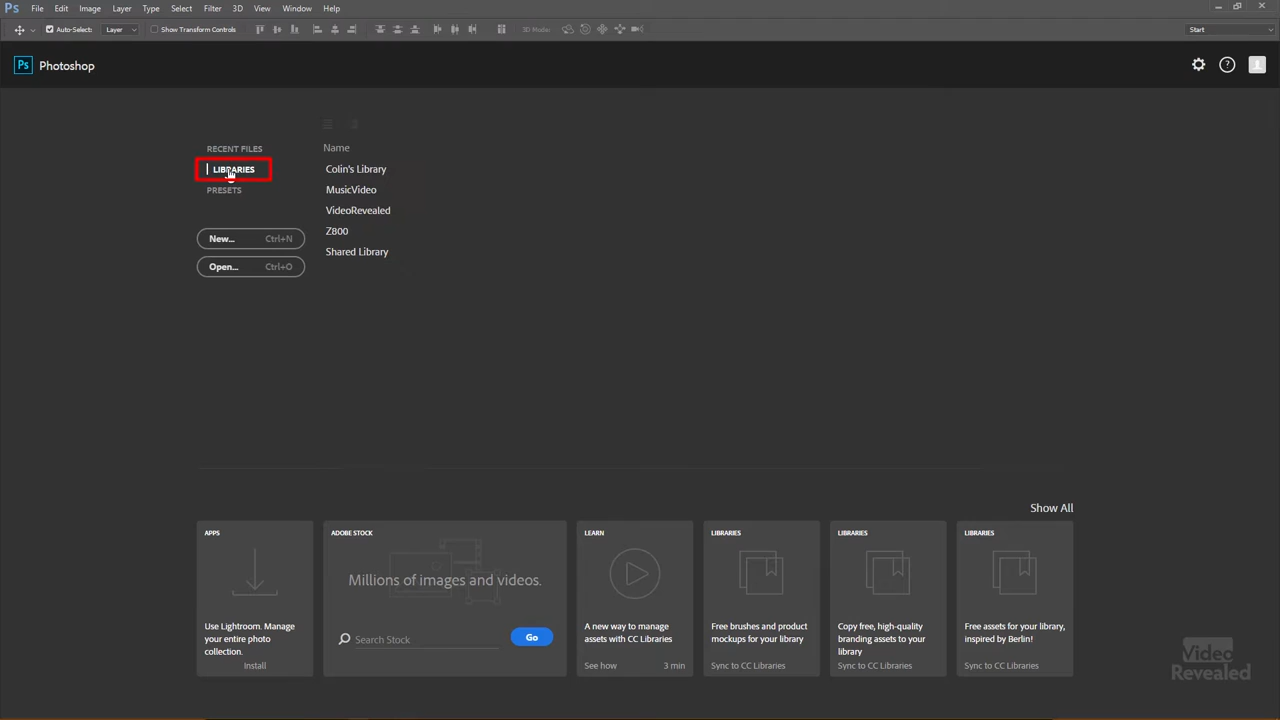 Ps File Edit Image Layer Type Select Filter 3D View Window Help
Auto-Select: Layer Show Transform Controls 3D Mode: Start
Ps Photoshop
RECENT FILES
LIBRARIES
PRESETS
New... Ctrl+N
Open... Ctrl+O
Name
Colin's Library
MusicVideo
VideoRevealed
Z800
Shared Library
Show All
APPS
Use Lightroom. Manage
your entire photo
collection.
Install
ADOBE STOCK
Millions of images and videos.
Search Stock Go
LEARN
A new way to manage
assets with CC Libraries
See how 3 min
LIBRARIES
Free brushes and product
mockups for your library
Sync to CC Libraries
LIBRARIES
Copy free, high-quality
branding assets to your
library
Sync to CC Libraries
LIBRARIES
Free assets for your library,
inspired by Berlin!
Sync to CC Libraries
Video
Revealed